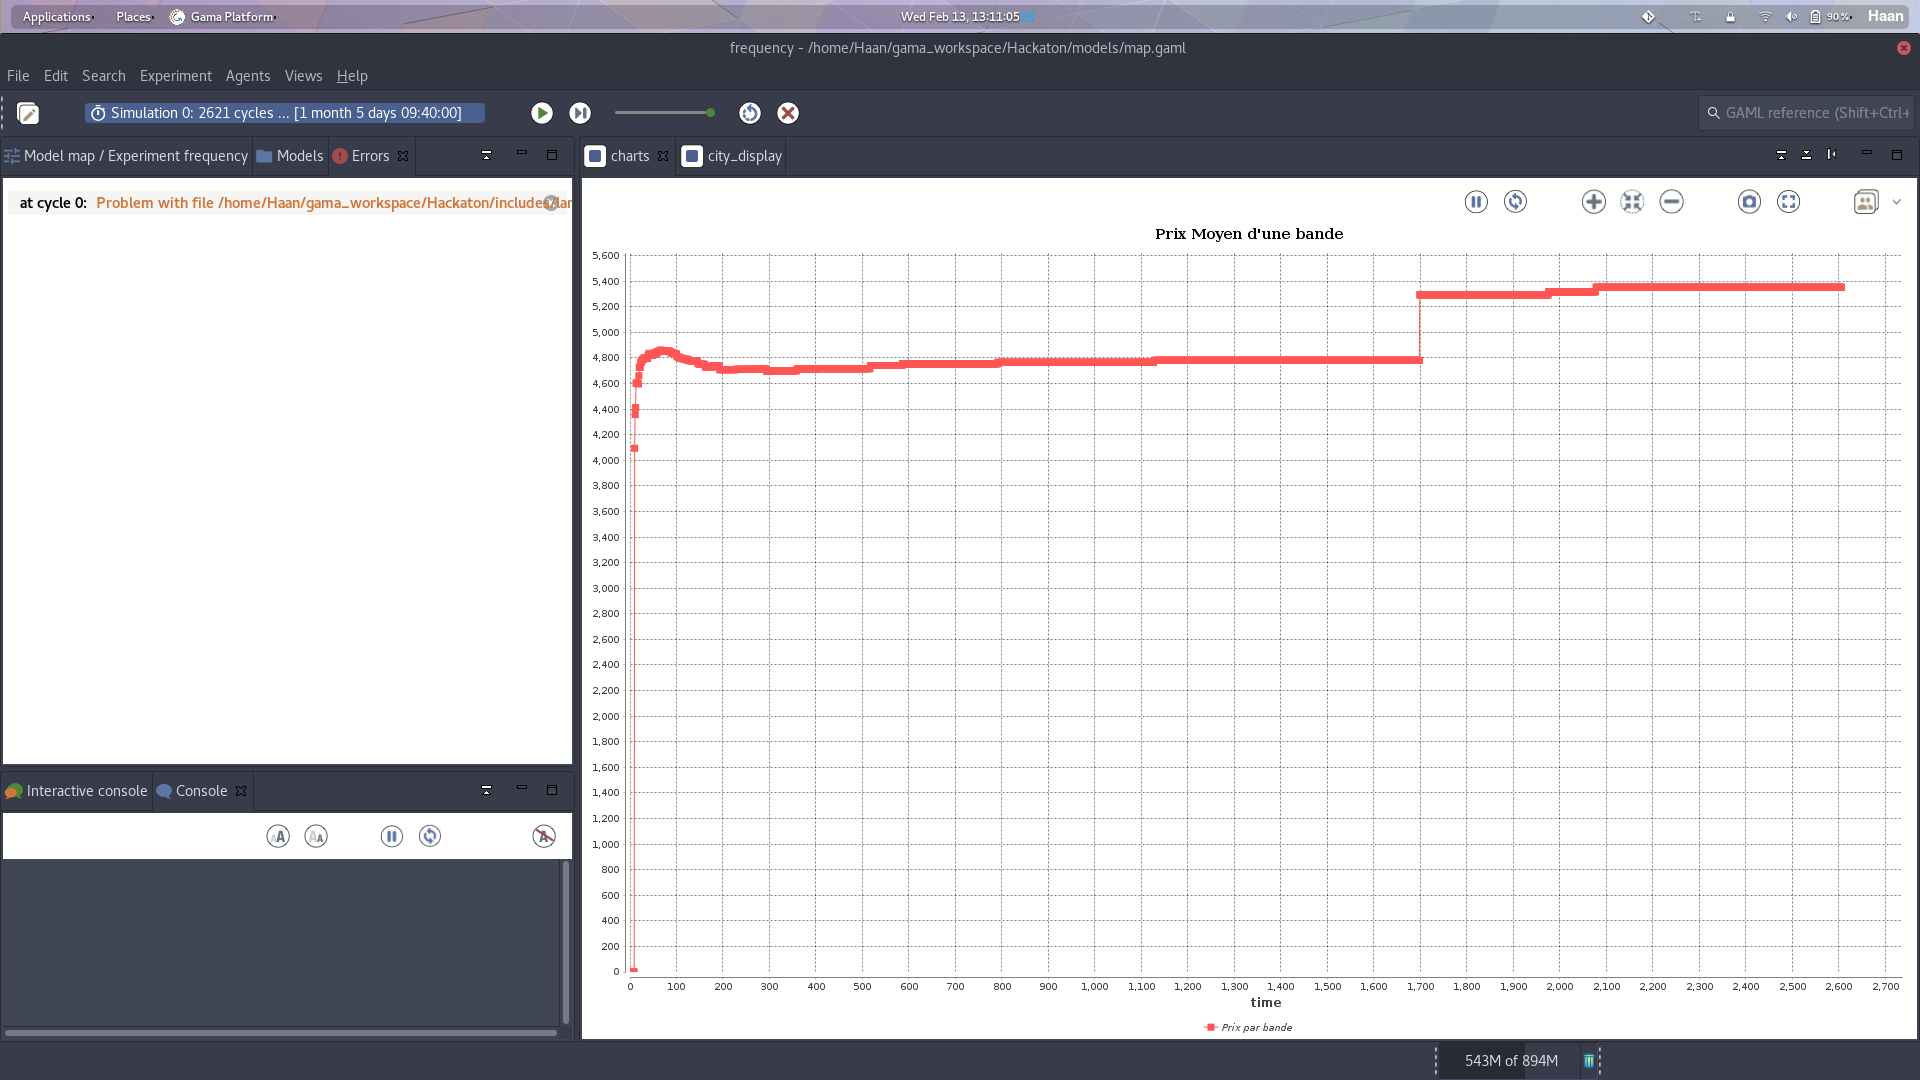 Applications Places Gama Platform Wed Feb 13, 13:11:05 90% Haan
frequency - /home/Haan/gama_workspace/Hackaton/models/map.gaml
File Edit Search Experiment Agents Views Help
Simulation 0: 2621 cycles ... [1 month 5 days 09:40:00] GAML reference (Shift+Ctrl+
Model map / Experiment frequency Models Errors charts city_display
at cycle 0: Problem with file /home/Haan/gama_workspace/Hackaton/include
Prix Moyen d'une bande
5,600
5,400
5,200
5,000
4,800
4,600
4,400
4,200
4,000
3,800
3,600
3,400
3,200
3,000
2,800
2,600
2,400
2,200
2,000
1,800
1,600
1,400
1,200
1,000
800
600
400
200
0
0 100 200 300 400 500 600 700 800 900 1,000 1,100 1,200 1,300 1,400 1,500 1,600 1,700 1,800 1,900 2,000 2,100 2,200 2,300 2,400 2,500 2,600 2,700
time
Prix par bande
Interactive console Console
543M of 894M